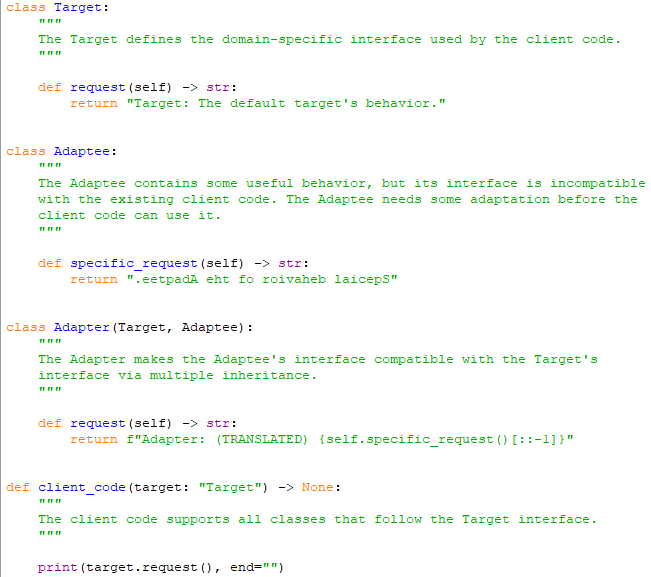 class Target:
    """
    The Target defines the domain-specific interface used by the client code.
    """

    def request(self) -> str:
        return "Target: The default target's behavior."


class Adaptee:
    """
    The Adaptee contains some useful behavior, but its interface is incompatible
    with the existing client code. The Adaptee needs some adaptation before the
    client code can use it.
    """

    def specific_request(self) -> str:
        return ".eetpadA eht fo roivaheb laicepS"


class Adapter(Target, Adaptee):
    """
    The Adapter makes the Adaptee's interface compatible with the Target's
    interface via multiple inheritance.
    """

    def request(self) -> str:
        return f"Adapter: (TRANSLATED) {self.specific_request()[::-1]}"


def client_code(target: "Target") -> None:
    """
    The client code supports all classes that follow the Target interface.
    """

    print(target.request(), end="")